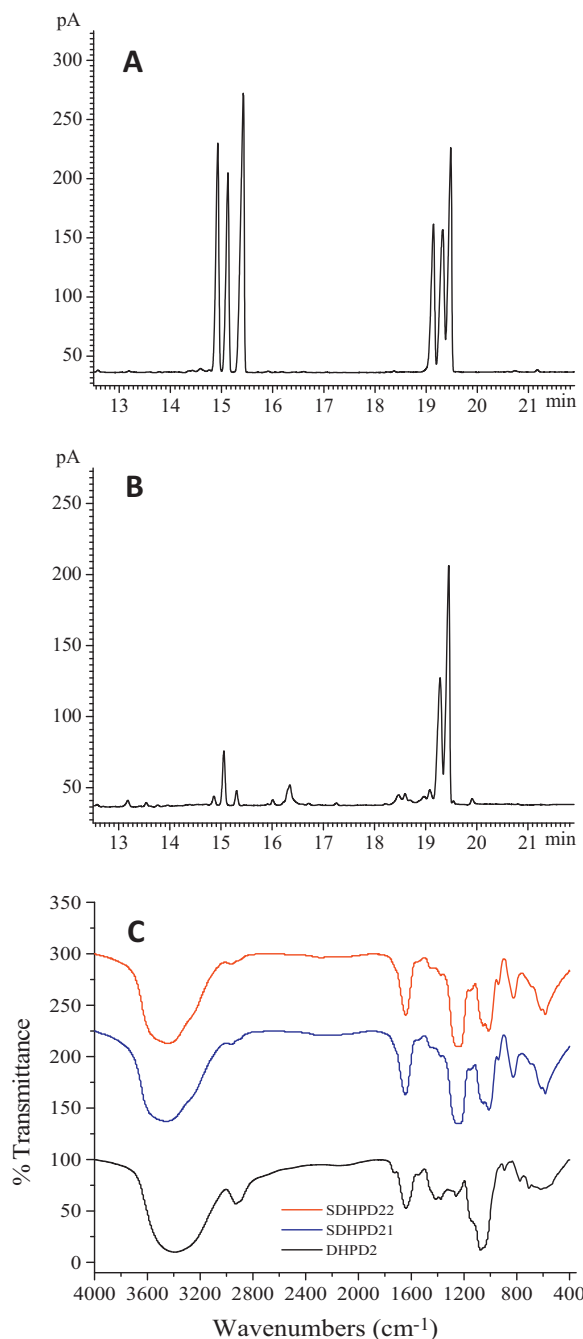 pA
A
300
250
200
150
100
50
13 14 15 16 17 18 19 20 21 min
pA
B
250
200
150
100
50
13 14 15 16 17 18 19 20 21 min
C
350
300
250
200
150
100
50
0
% Transmittance
SDHPD22
SDHPD21
DHPD2
4000 3600 3200 2800 2400 2000 1600 1200 800 400
Wavenumbers (cm-1)